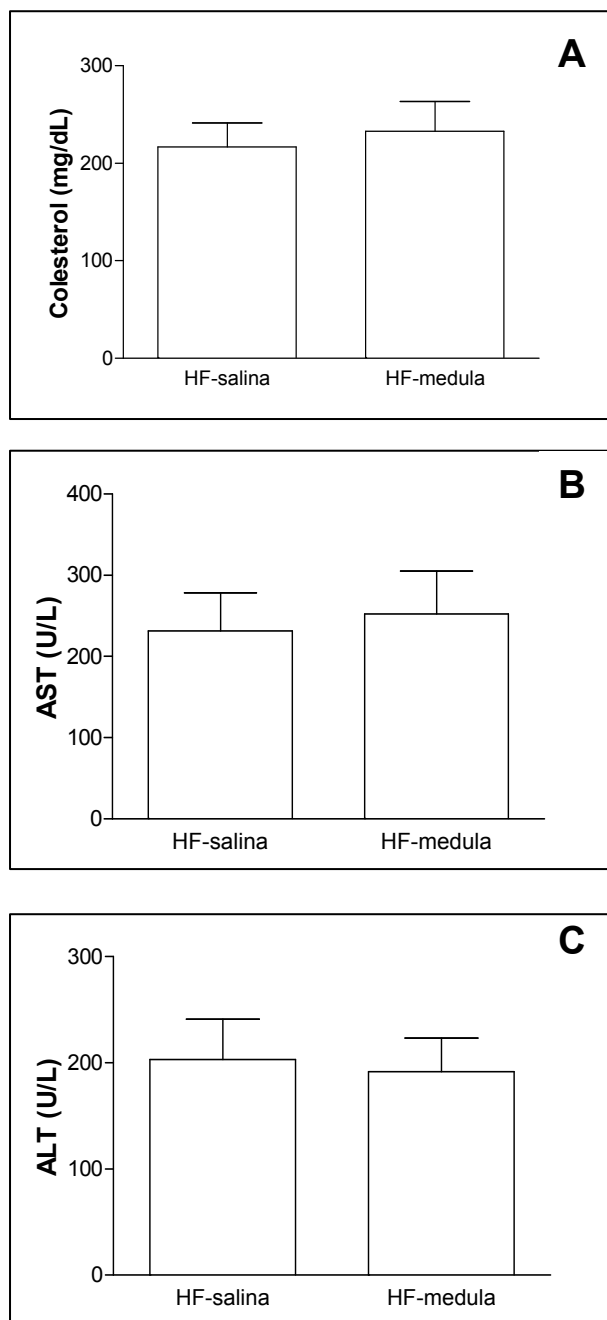 A
Colesterol (mg/dL)
300
200
100
0
HF-salina HF-medula
B
AST (U/L)
400
300
200
100
0
HF-salina HF-medula
C
ALT (U/L)
300
200
100
0
HF-salina HF-medula